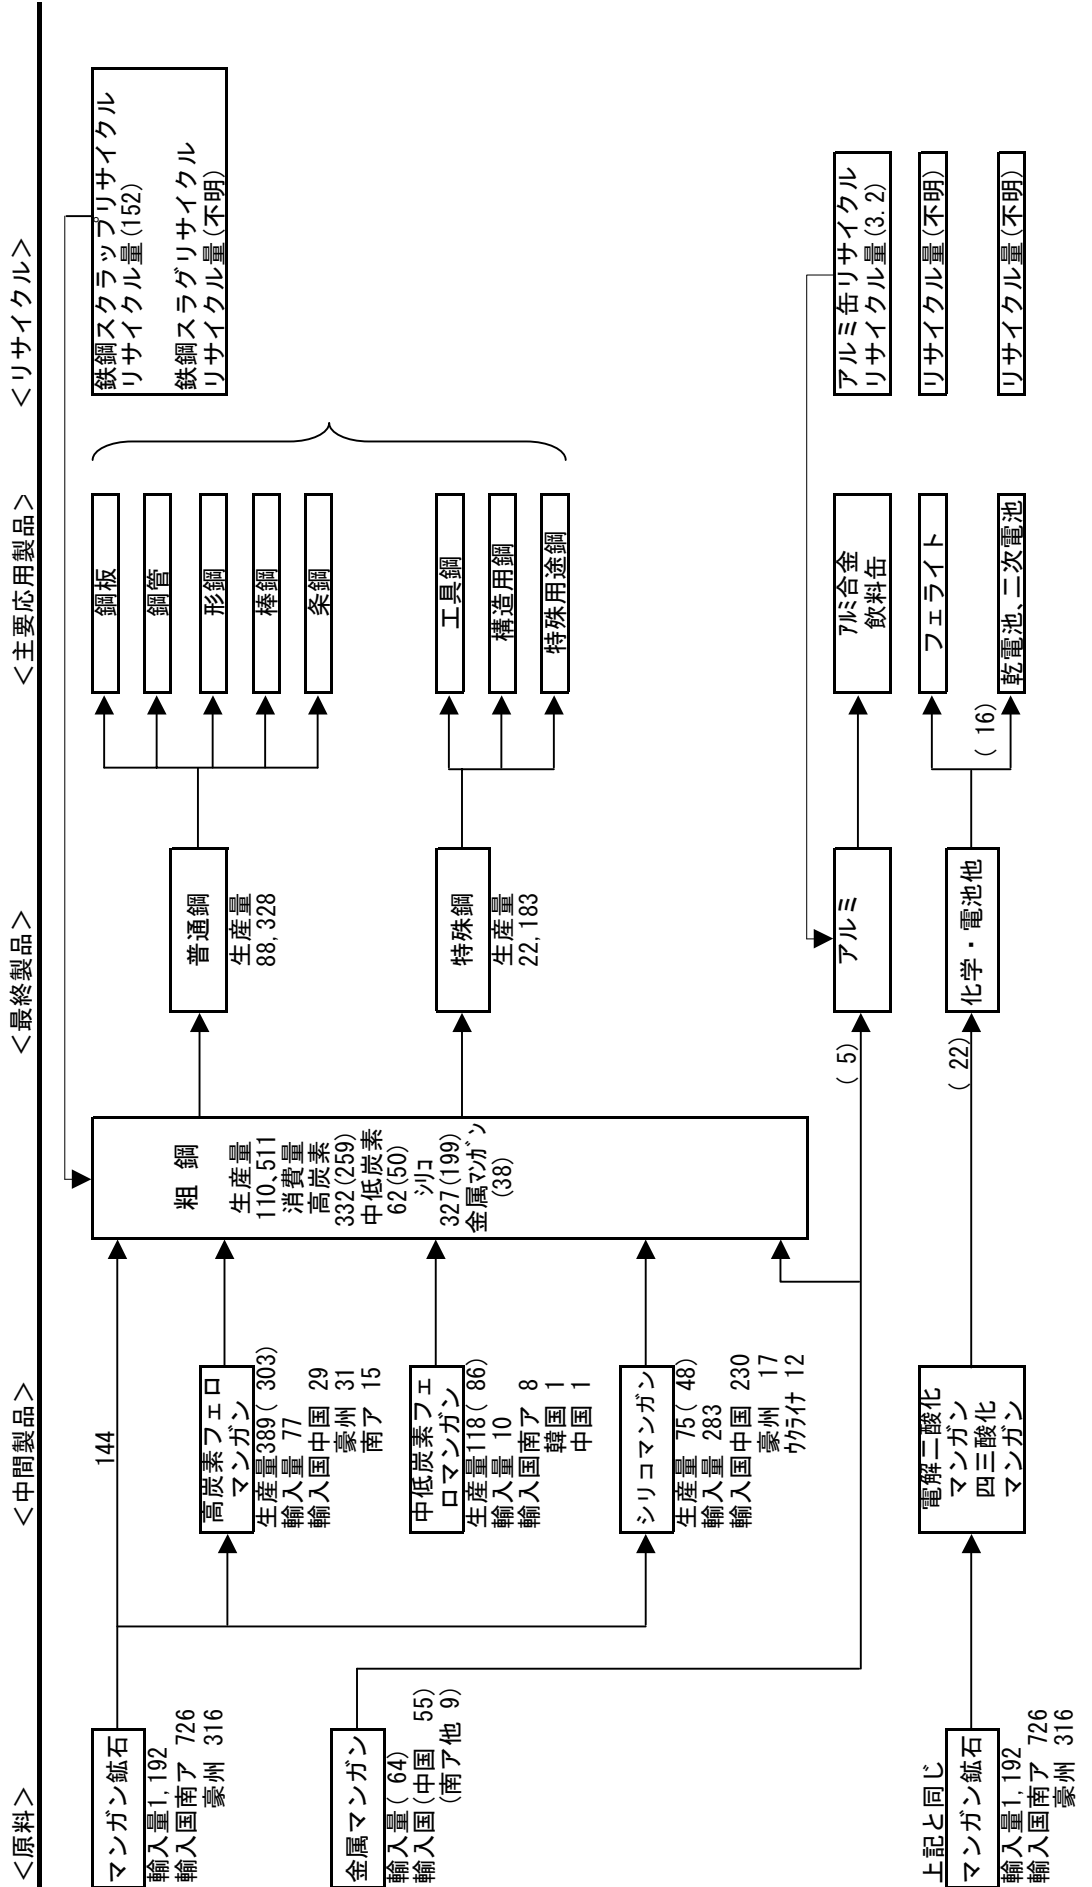 <原料>
<中間製品>
<最終製品>
<主要応用製品>
<リサイクル>
マンガン鉱石
輸入量1,192
輸入国南ア 726
豪州 316
金属マンガン
輸入量( 64)
輸入国(中国 55)
(南ア他 9)
上記と同じ
マンガン鉱石
輸入量1,192
輸入国南ア 726
豪州 316
144
高炭素フェロ
マンガン
生産量389( 303)
輸入量 77
輸入国中国 29
豪州 31
南ア 15
中低炭素フェ
ロマンガン
生産量118( 86)
輸入量 10
輸入国南ア 8
韓国 1
中国 1
シリコマンガン
生産量 75( 48)
輸入量 283
輸入国中国 230
豪州 17
ウクライナ 12
電解二酸化
マンガン
四三酸化
マンガン
粗 鋼
生産量
110、511
消費量
高炭素
332(259)
中低炭素
62(50)
シリコ
327(199)
金属マンガン
(38)
( 5)
( 22)
普通鋼
生産量
88,328
特殊鋼
生産量
22,183
アルミ
化学・電池他
( 16)
鋼板
鋼管
形鋼
棒鋼
条鋼
工具鋼
構造用鋼
特殊用途鋼
アルミ合金
飲料缶
フェライト
乾電池、二次電池
鉄鋼スクラップリサイクル
リサイクル量(152)
鉄鋼スラグリサイクル
リサイクル量(不明)
アルミ缶リサイクル
リサイクル量(3.2)
リサイクル量(不明)
リサイクル量(不明)